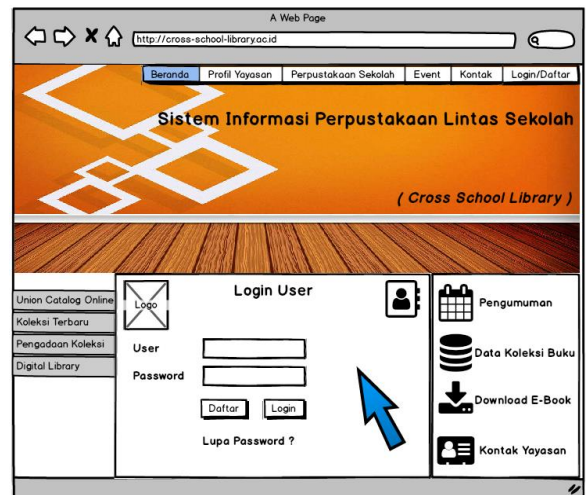 A Web Page
http://cross-school-library.ac.id
Beranda Profil Yayasan Perpustakaan Sekolah Event Kontak Login/Daftar
Sistem Informasi Perpustakaan Lintas Sekolah
( Cross School Library )
Union Catalog Online
Koleksi Terbaru
Pengadaan Koleksi
Digital Library
Logo
Login User
User
Password
Daftar Login
Lupa Password ?
Pengumuman
Data Koleksi Buku
Download E-Book
Kontak Yayasan